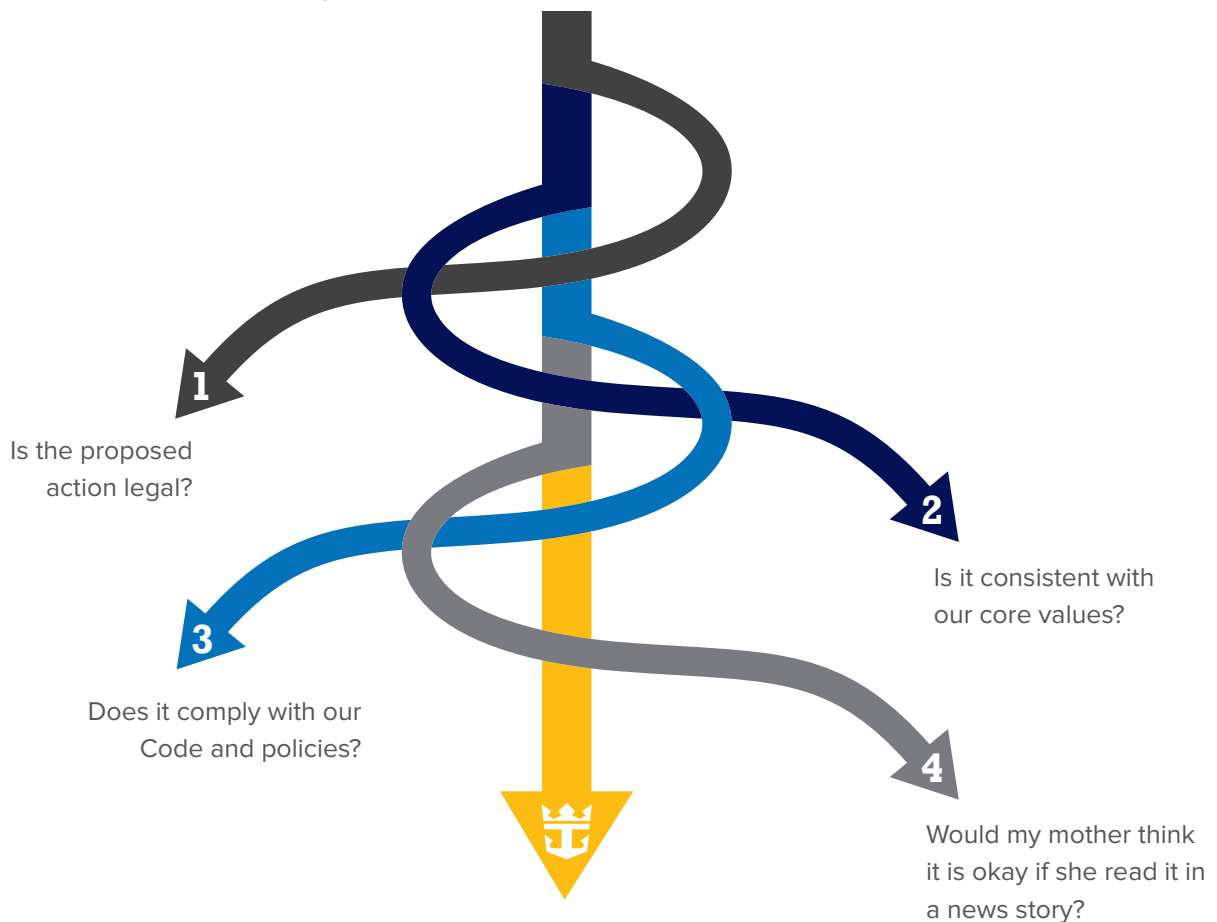 1
Is the proposed
action legal?
2
Is it consistent with
our core values?
3
Does it comply with our
Code and policies?
4
Would my mother think
it is okay if she read it in
a news story?